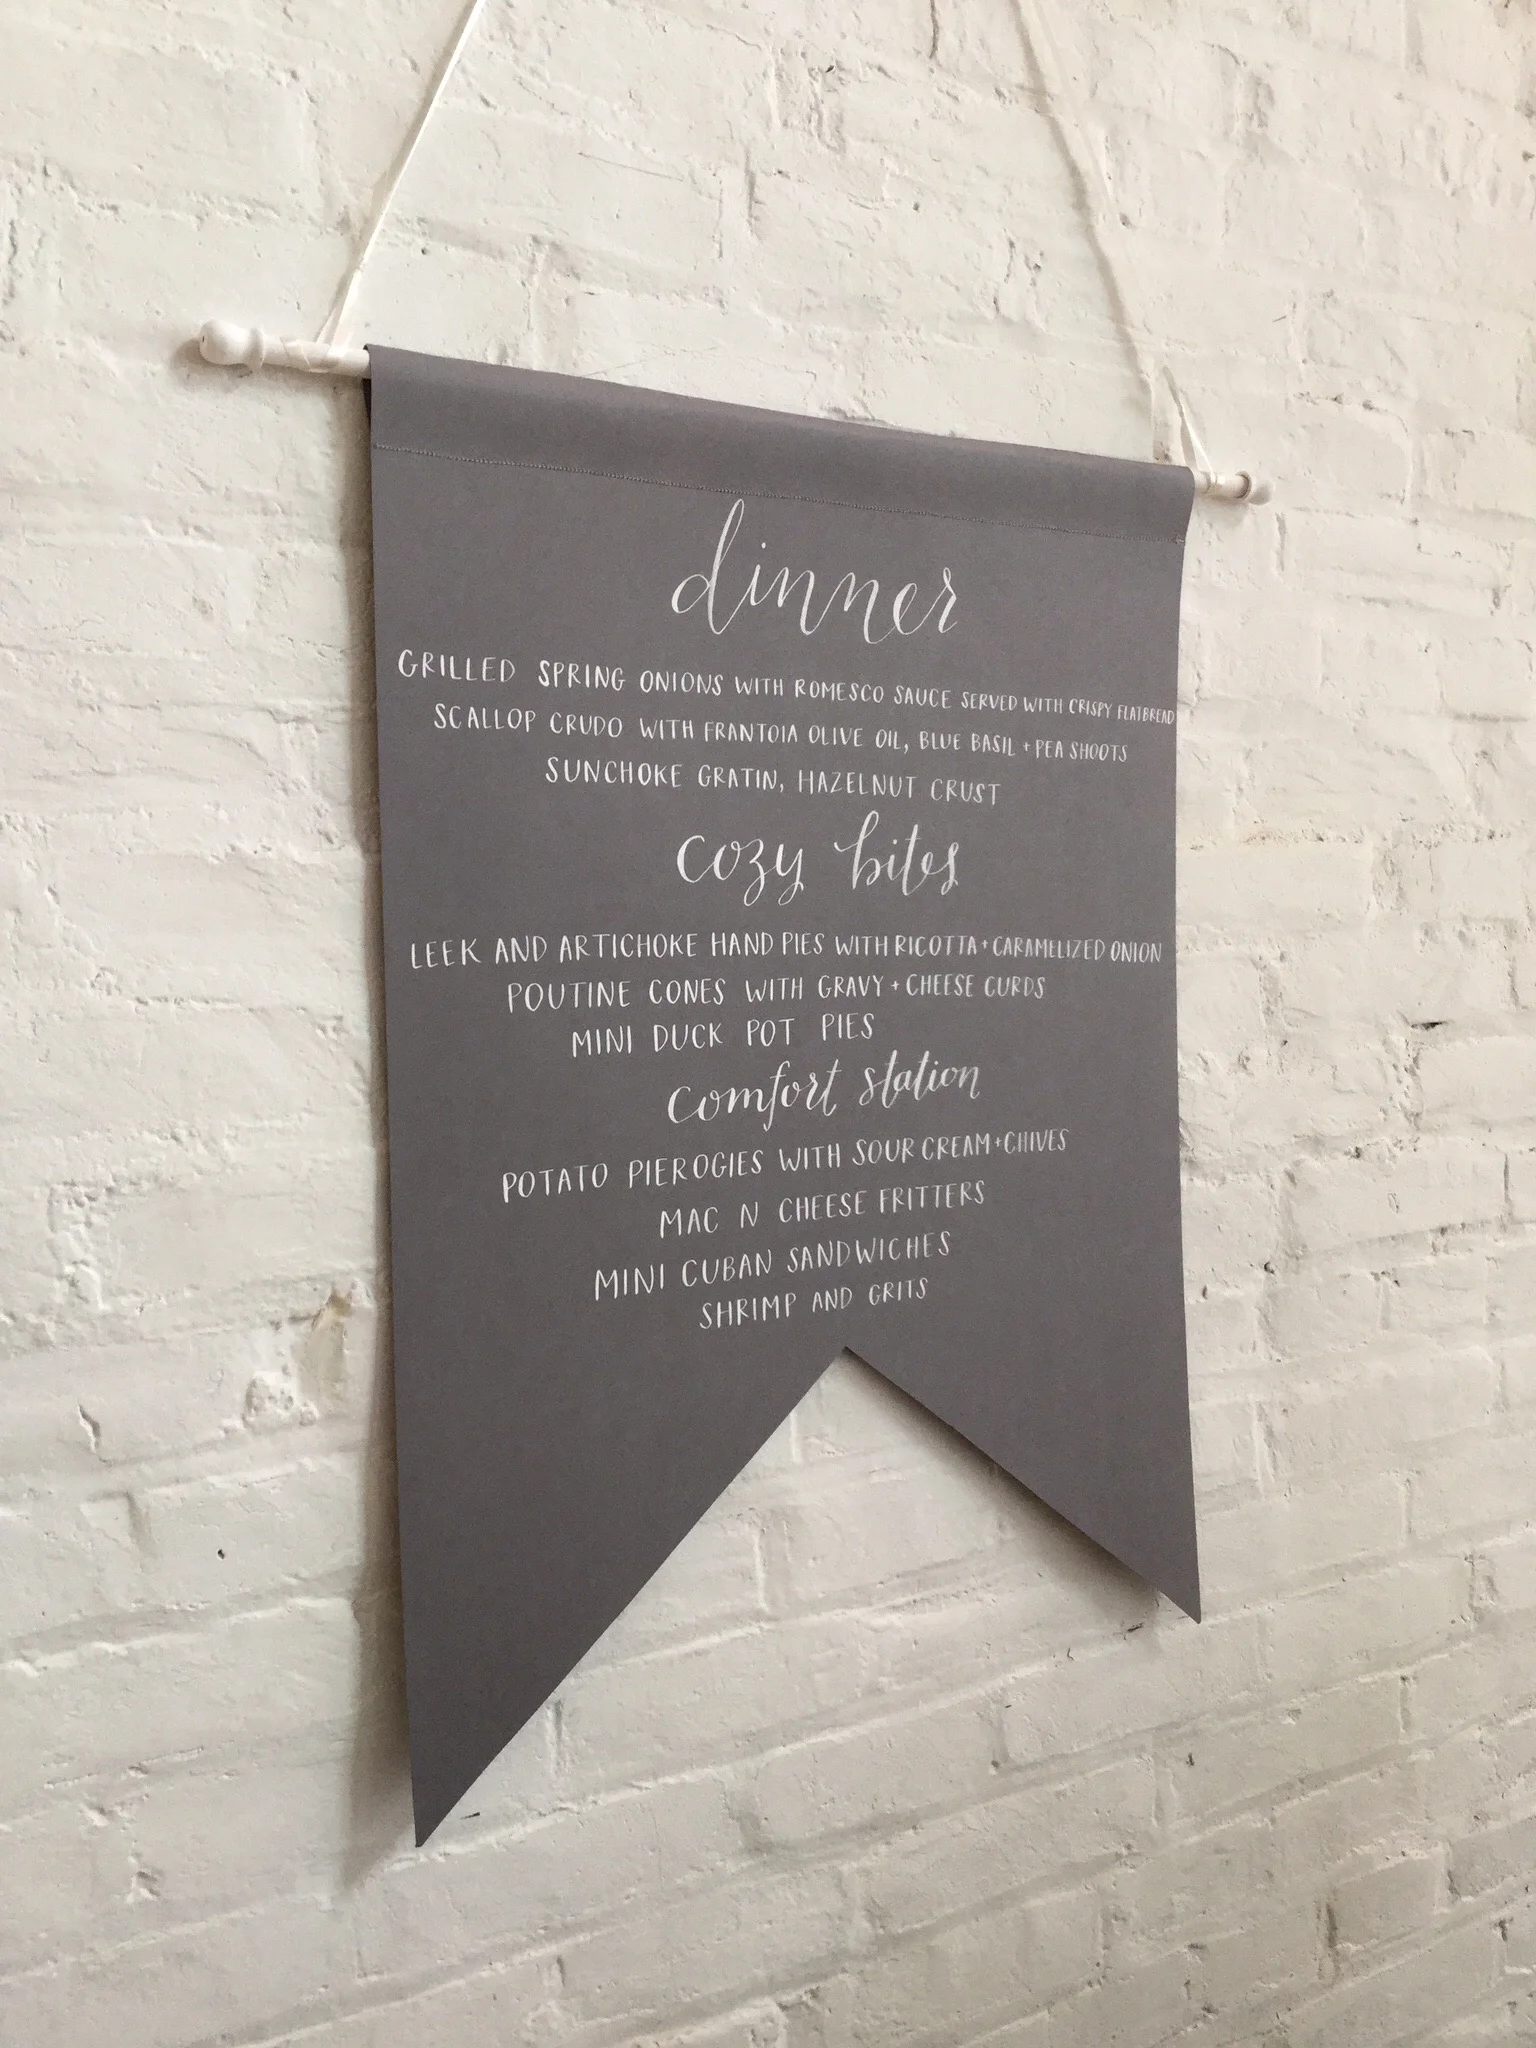 dinner
GRILLED SPRING ONIONS WITH ROMESCO SAUCE SERVED WITH CRISPY FLATBREAD
SCALLOP CRUDO WITH FRANTOIA OLIVE OIL, BLUE BASIL + PEA SHOOTS
SUNCHOKE GRATIN, HAZELNUT CRUST
cozy bites
LEEK AND ARTICHOKE HAND PIES WITH RICOTTA + CARAMELIZED ONION
POUTINE CONES WITH GRAVY + CHEESE CURDS
MINI DUCK POT PIES
comfort station
POTATO PIEROGIES WITH SOUR CREAM + CHIVES
MAC N CHEESE FRITTERS
MINI CUBAN SANDWICHES
SHRIMP AND GRITS